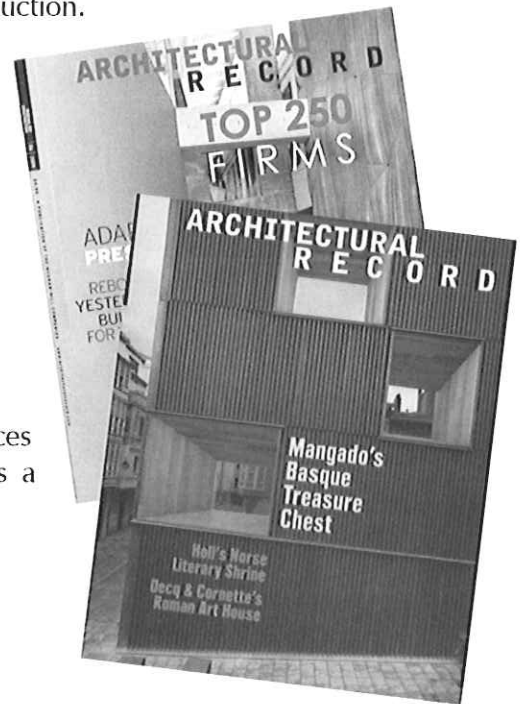 uction.
ARCHITECTURAL
RECORD
TOP 250
FIRMS
ADA
PRE
REBO
YESTE
BUI
FOR
ARCHITECTURAL
RECORD
ces
s a
Mangado's
Basque
Treasure
Chest
Holl's Norse
Literary Shrine
Decq & Cornette's
Roman Art House